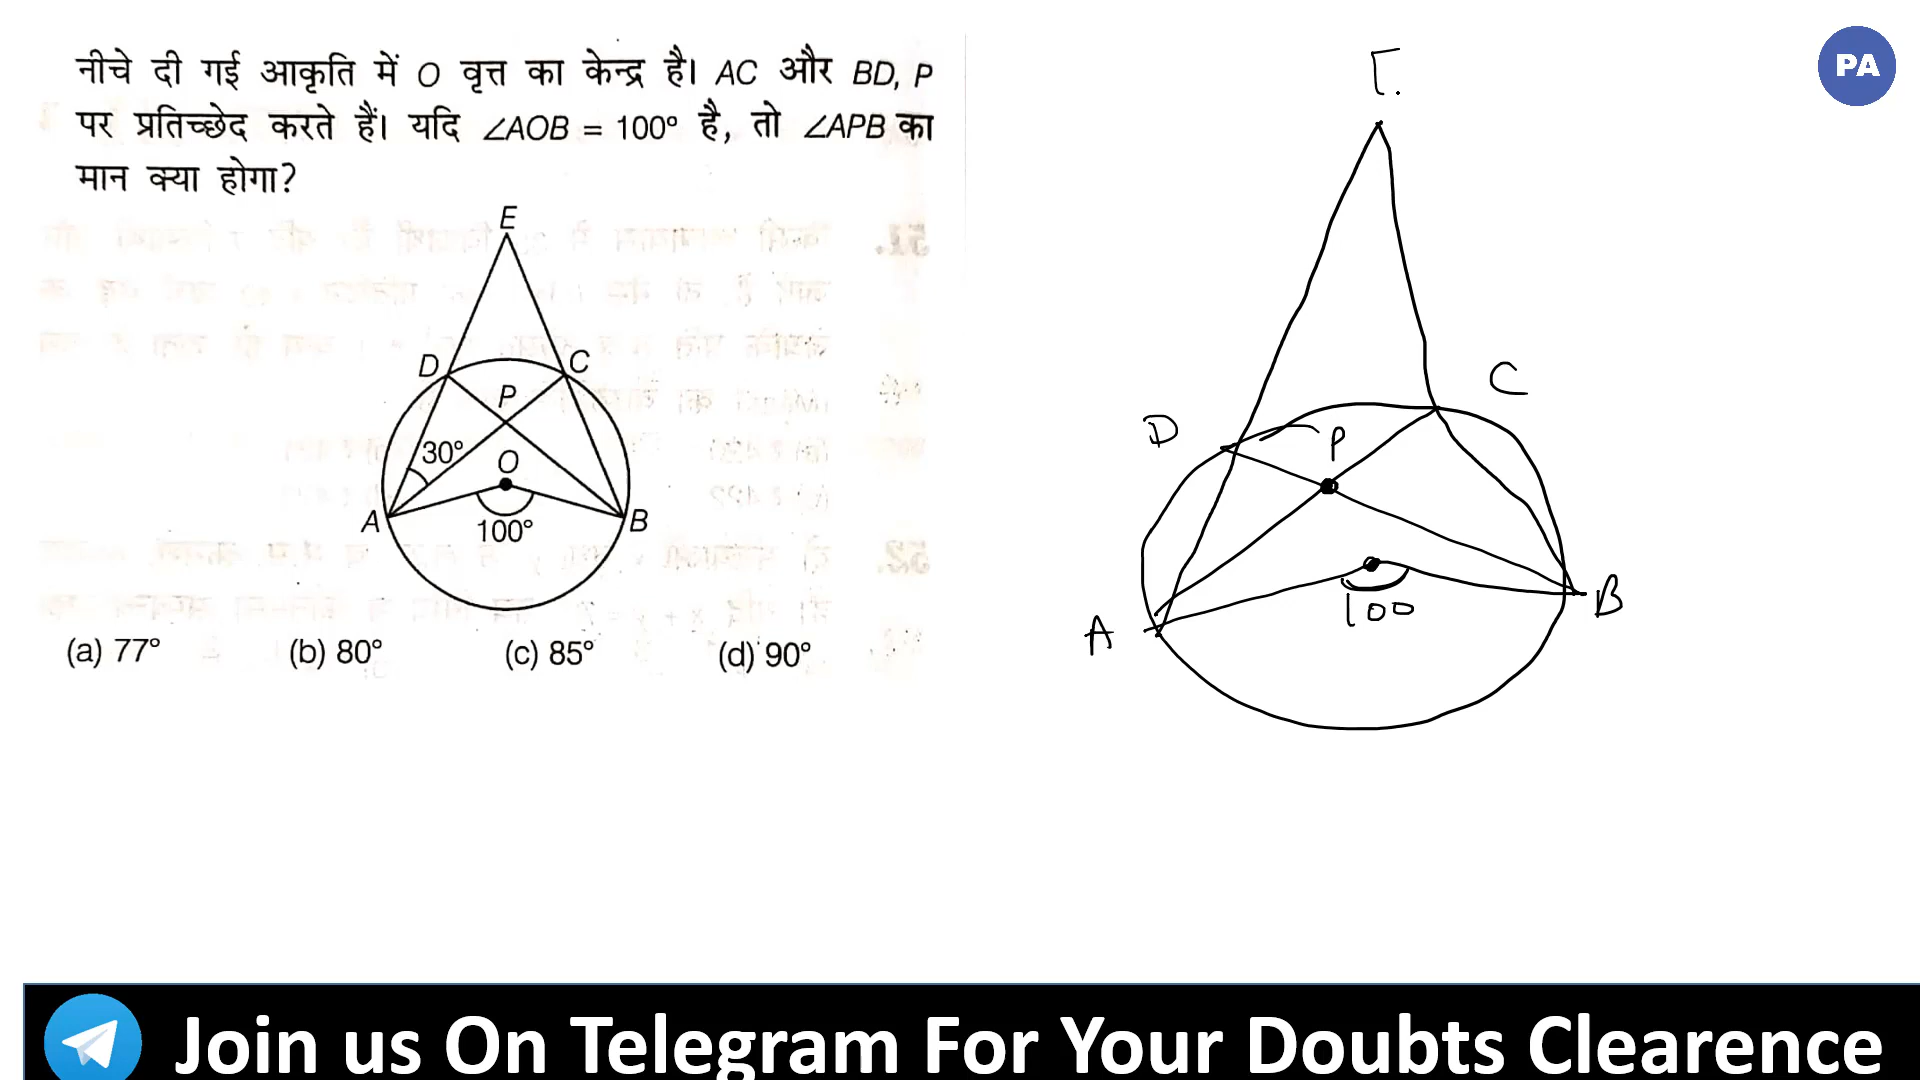 नीचे दी गई आकृति में O वृत्त का केन्द्र है। AC और BD, P
पर प्रतिच्छेद करते हैं। यदि ∠AOB = 100° है, तो ∠APB का
मान क्या होगा?
E
D
C
P
30°
O
A
B
100°
(a) 77°
(b) 80°
(c) 85°
(d) 90°
C
D
P
100
A
B
PA
Join us On Telegram For Your Doubts Clearence